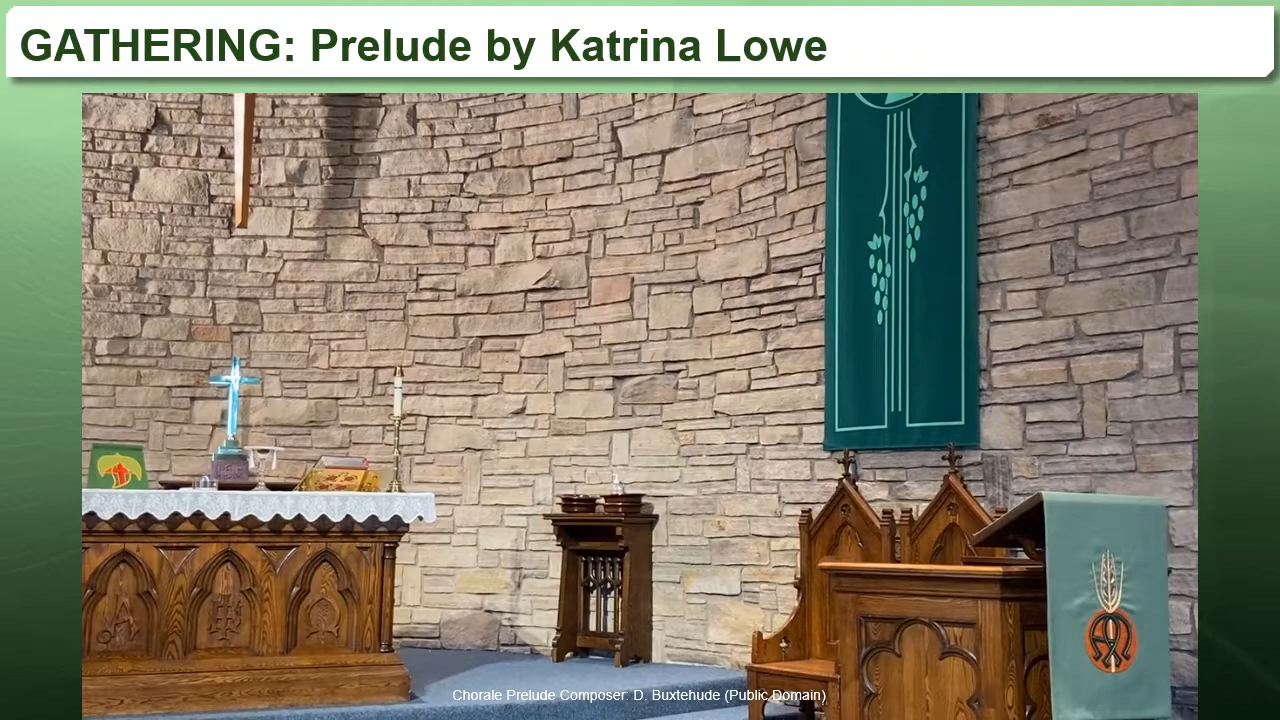 GATHERING: Prelude by Katrina Lowe
Chorale Prelude Composer: D. Buxtehude (Public Domain)